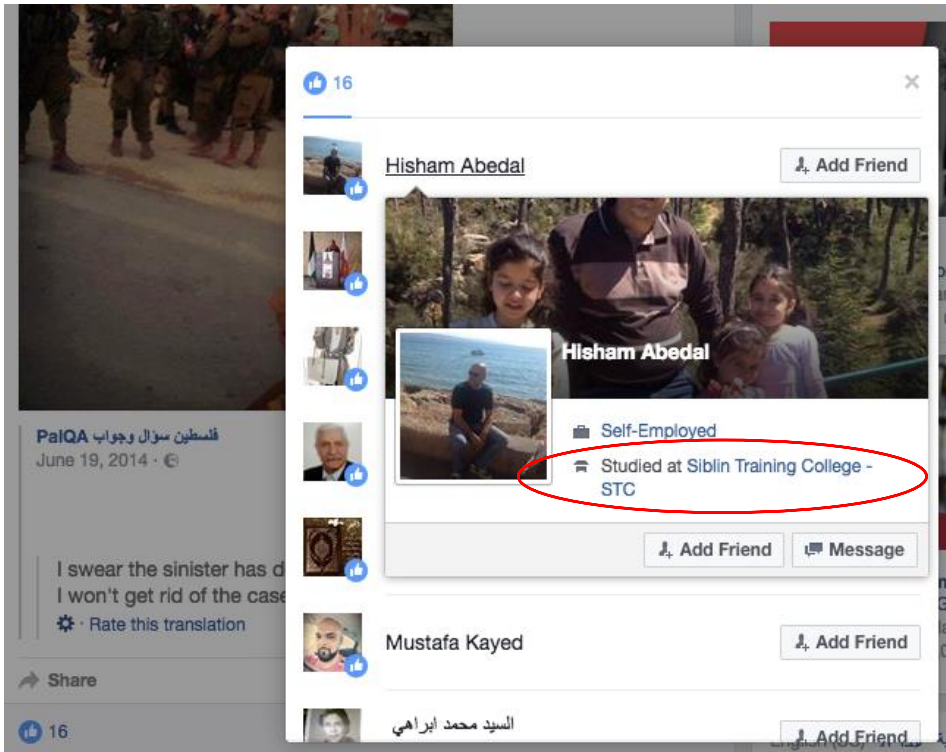 16
×
Hisham Abedal
Add Friend
Hisham Abedal
Self-Employed
Studied at Siblin Training College -
STC
Add Friend
Message
Mustafa Kayed
Add Friend
السيد محمد ابراهي
Add Friend
فلسطين سؤال وجواب PalQA
June 19, 2014 ·
I swear the sinister has d
I won't get rid of the case
· Rate this translation
Share
16
English (US)